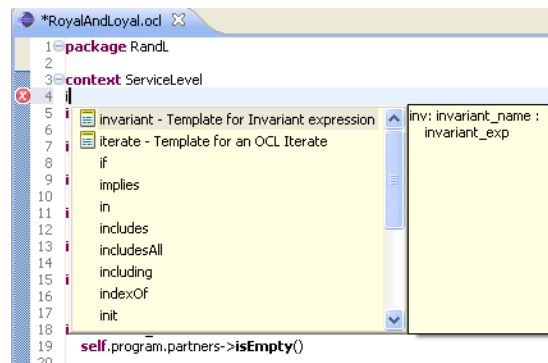 *RoyalAndLoyal.ocl
1 package RandL
2
3 context ServiceLevel
4 i
5 i
6
7 i
8
9 i
10
11 i
12
13 i
14
15 i
16
17
18 i
19 self.program.partners->isEmpty()
20
invariant - Template for Invariant expression
iterate - Template for an OCL Iterate
if
implies
in
includes
includesAll
including
indexOf
init
inv: invariant_name :
invariant_exp